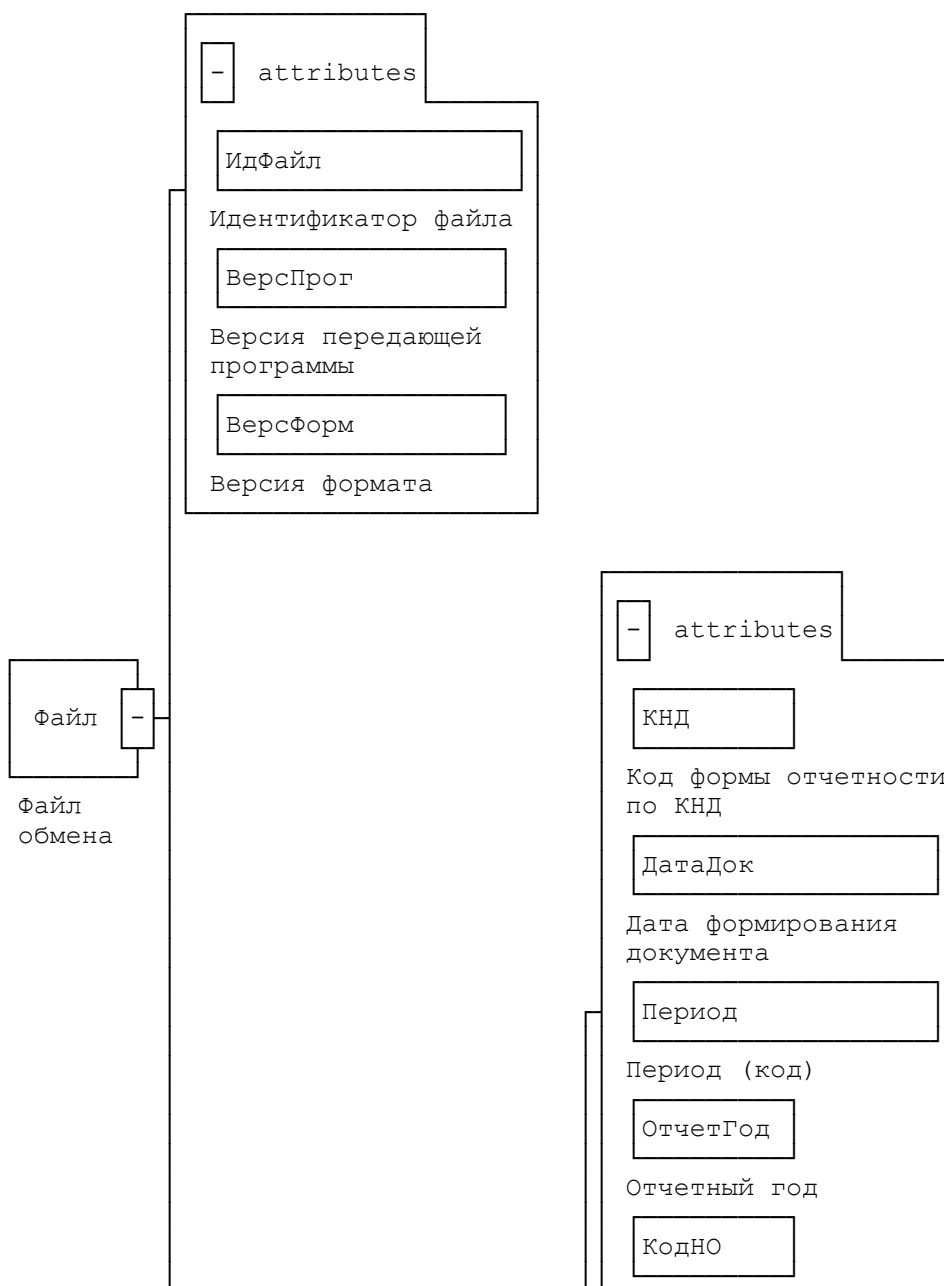 - attributes
ИдФайл
Идентификатор файла
ВерсПрог
Версия передающей
программы
ВерсФорм
Версия формата
Файл -
Файл
обмена
- attributes
КНД
Код формы отчетности
по КНД
ДатаДок
Дата формирования
документа
Период
Период (код)
ОтчетГод
Отчетный год
КодНО